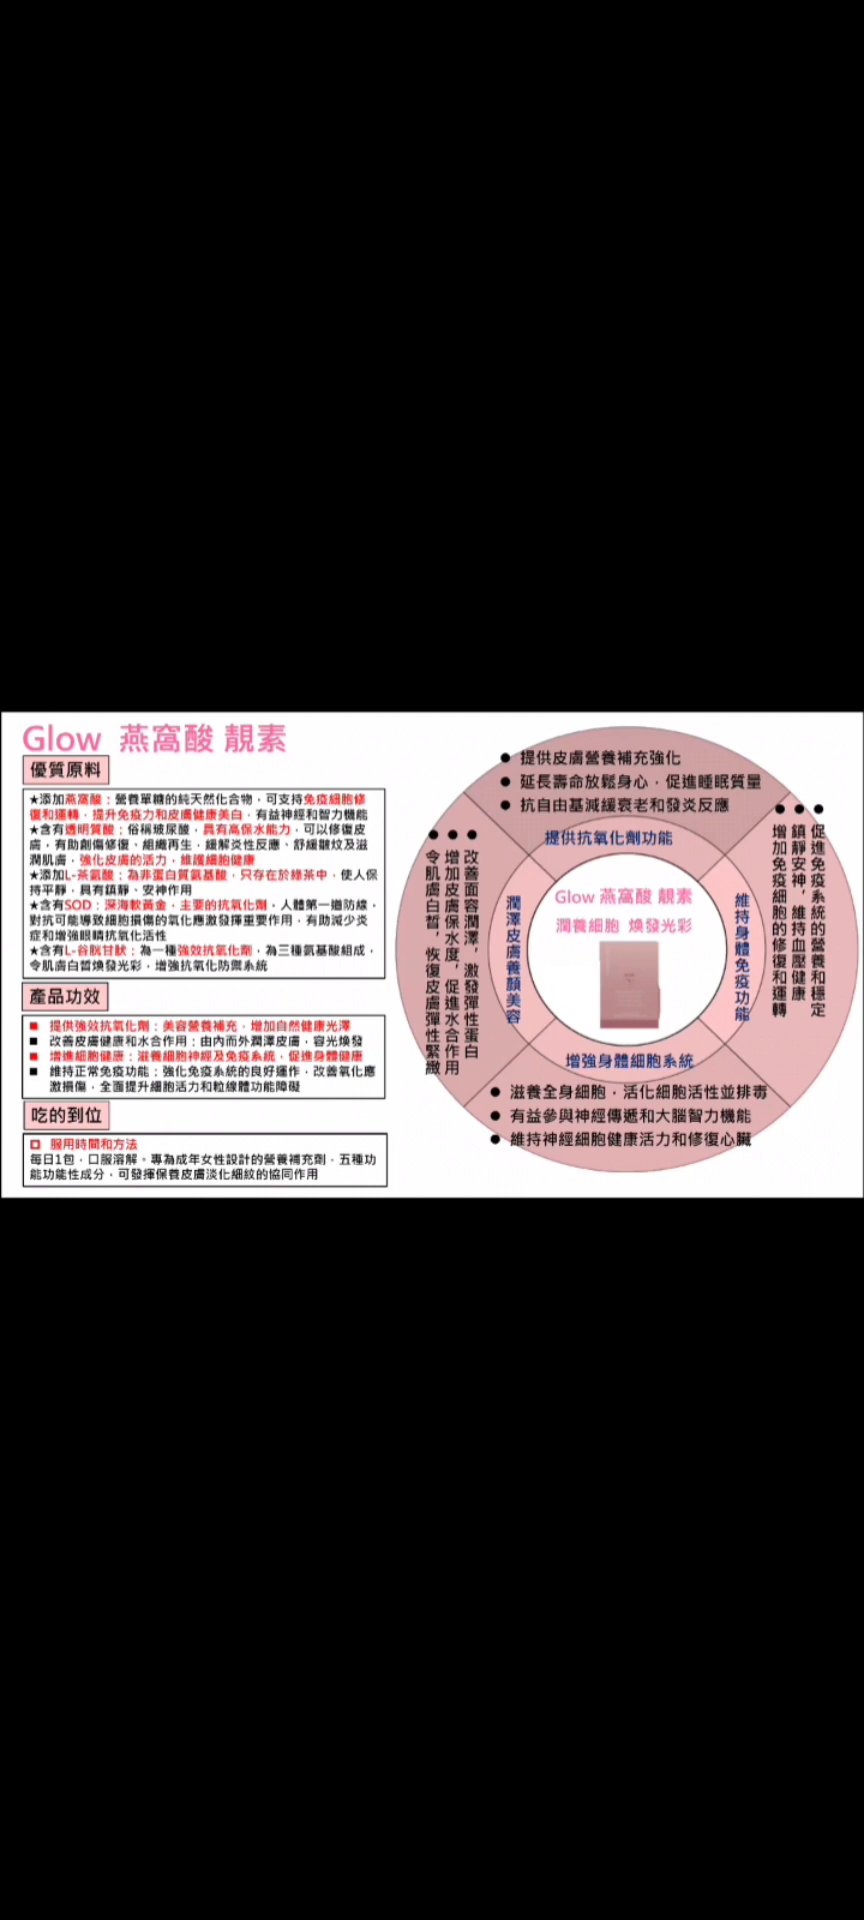 Glow 燕窩酸 靚素
優質原料
★添加燕窩酸：營養單糖的純天然化合物，可支持免疫細胞修
復和運轉，提升免疫力和皮膚健康美白，有益神經和智力機能
★含有透明質酸：俗稱玻尿酸，具有高保水能力，可以修復皮
膚，有助創傷修復、組織再生，緩解炎性反應、舒緩皺紋及滋
潤肌膚，強化皮膚的活力，維護細胞健康
★添加L-茶氨酸：為非蛋白質氨基酸，只存在於綠茶中，使人保
持平靜，具有鎮靜、安神作用
★含有SOD：深海軟黃金，主要的抗氧化劑，人體第一道防線，
對抗可能導致細胞損傷的氧化應激發揮重要作用，有助減少炎
症和增強眼睛抗氧化活性
★含有L-谷胱甘肽：為一種強效抗氧化劑，為三種氨基酸組成，
令肌膚白皙煥發光彩，增強抗氧化防禦系統
產品功效
■ 提供強效抗氧化劑：美容營養補充，增加自然健康光澤
■ 改善皮膚健康和水合作用：由內而外潤澤皮膚，容光煥發
■ 增進細胞健康：滋養細胞神經及免疫系統，促進身體健康
■ 維持正常免疫功能：強化免疫系統的良好運作，改善氧化應
激損傷，全面提升細胞活力和粒線體功能障礙
吃的到位
服用時間和方法
每日1包，口服溶解。專為成年女性設計的營養補充劑，五種功
能功能性成分，可發揮保養皮膚淡化細紋的協同作用
● 提供皮膚營養補充強化
● 延長壽命放鬆身心，促進睡眠質量
● 抗自由基減緩衰老和發炎反應
提供抗氧化劑功能
● 促進免疫系統的營養和穩定
● 鎮靜安神，維持血壓健康
● 增加免疫細胞的修復和運轉
維持身體免疫功能
● 改善面容潤澤，激發彈性蛋白
● 增加皮膚保水度，促進水合作用
● 令肌膚白皙，恢復皮膚彈性緊緻
潤澤皮膚養顏美容
Glow 燕窩酸 靚素
潤養細胞 煥發光彩
增強身體細胞系統
● 滋養全身細胞，活化細胞活性並排毒
● 有益參與神經傳遞和大腦智力機能
● 維持神經細胞健康活力和修復心臟